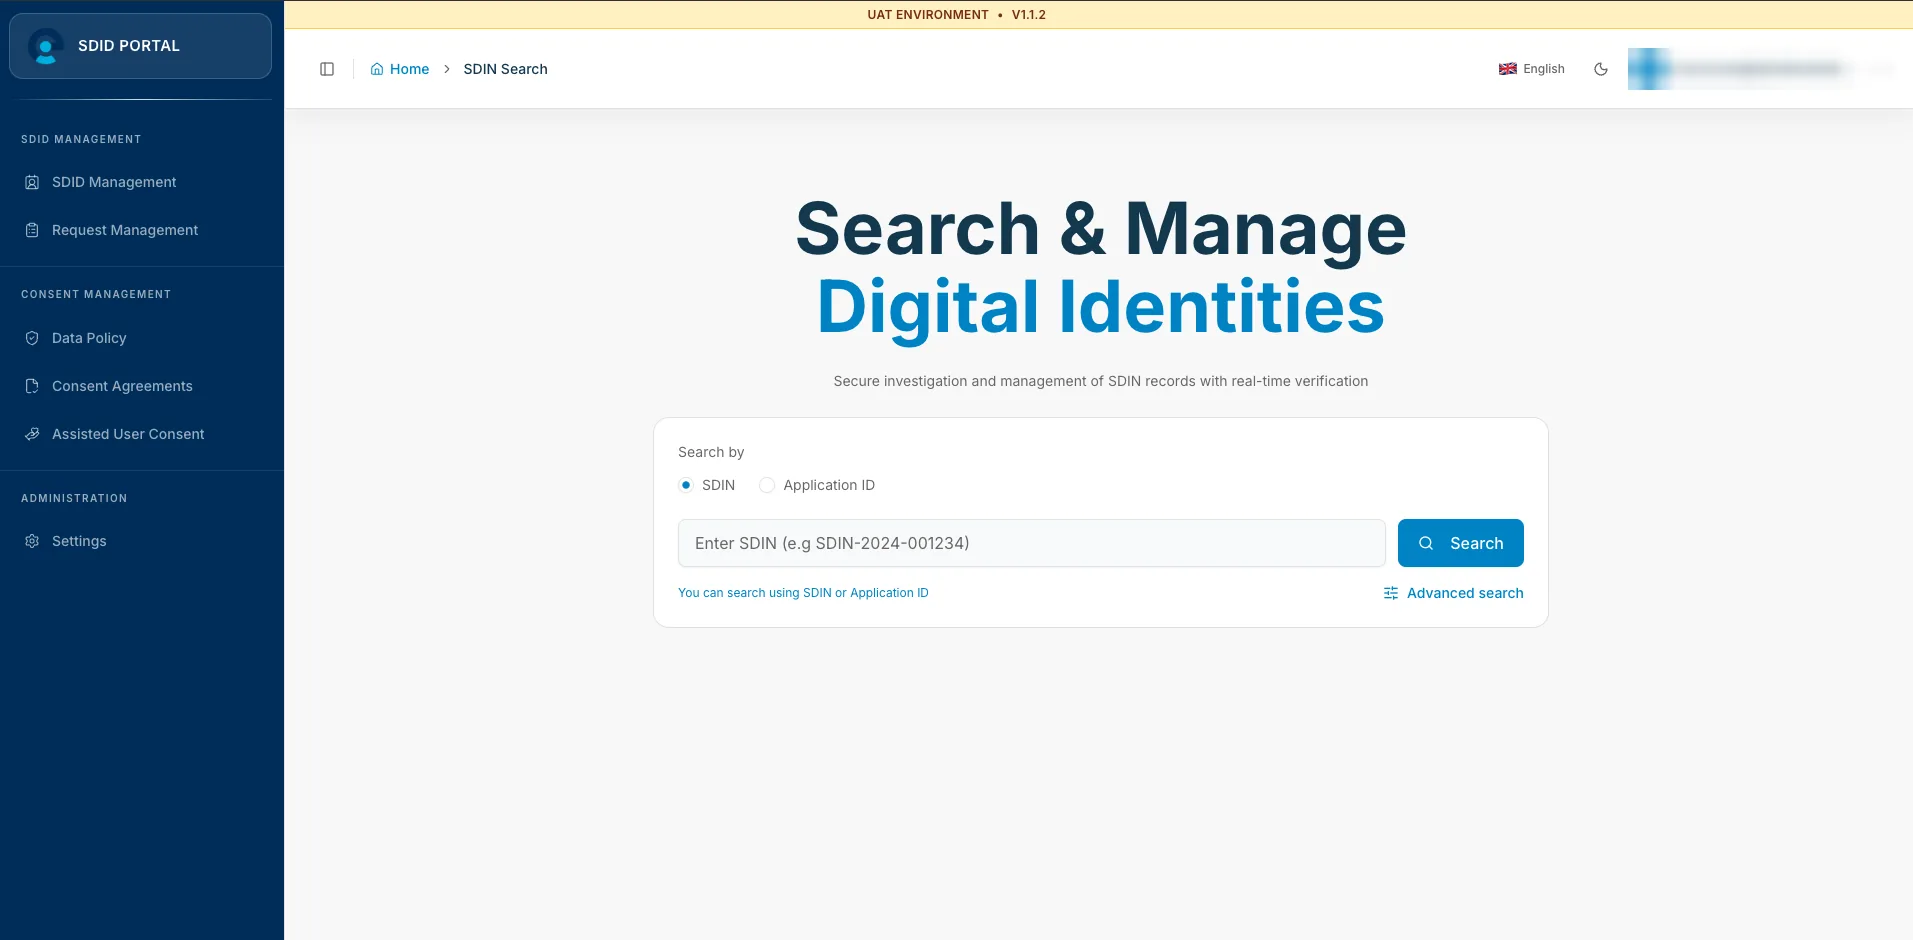 UAT ENVIRONMENT • V1.1.2
SDID PORTAL
SDID MANAGEMENT
SDID Management
Request Management
CONSENT MANAGEMENT
Data Policy
Consent Agreements
Assisted User Consent
ADMINISTRATION
Settings
Home > SDIN Search
English
Search & Manage
Digital Identities
Secure investigation and management of SDIN records with real-time verification
Search by
SDIN
Application ID
Enter SDIN (e.g SDIN-2024-001234)
Search
You can search using SDIN or Application ID
Advanced search